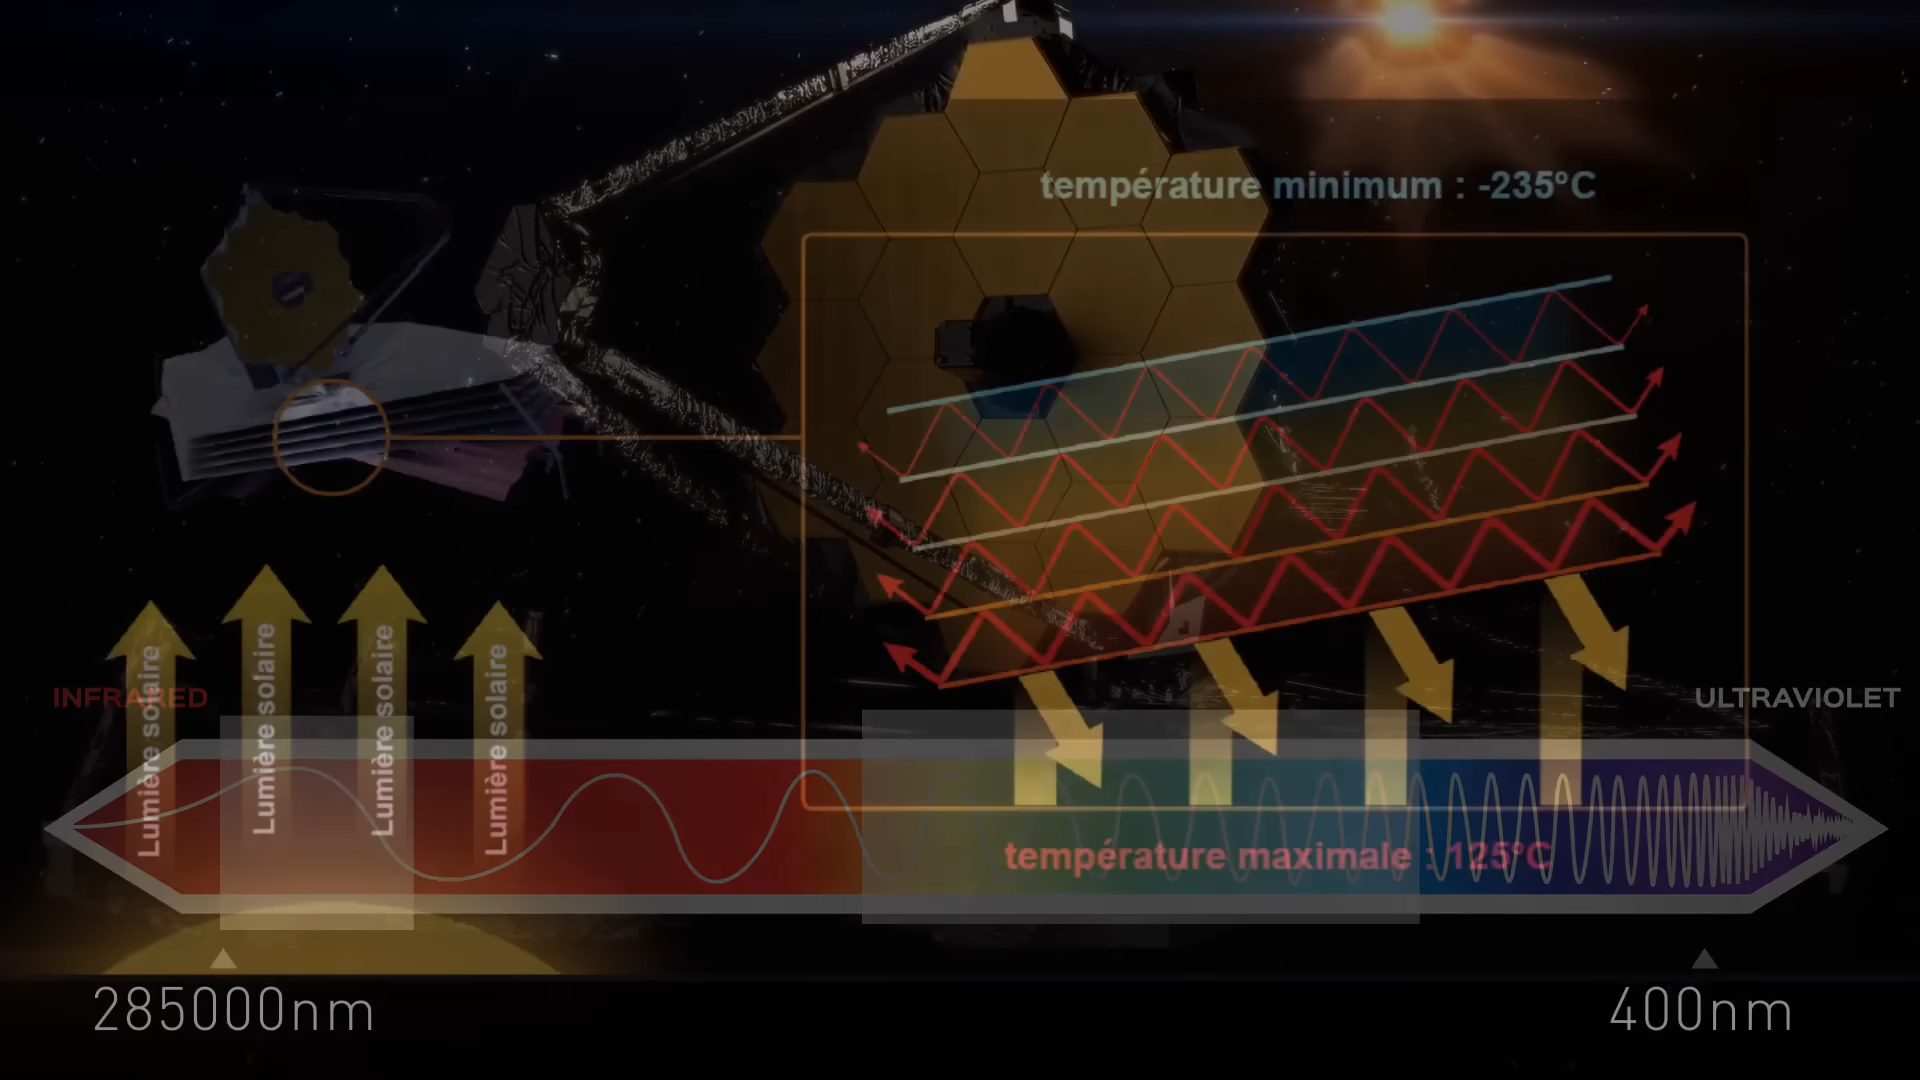 température minimum : -235°C
INFRARED
Lumière solaire
Lumière solaire
Lumière solaire
Lumière solaire
ULTRAVIOLET
température maximale : 125°C
285000nm
400nm